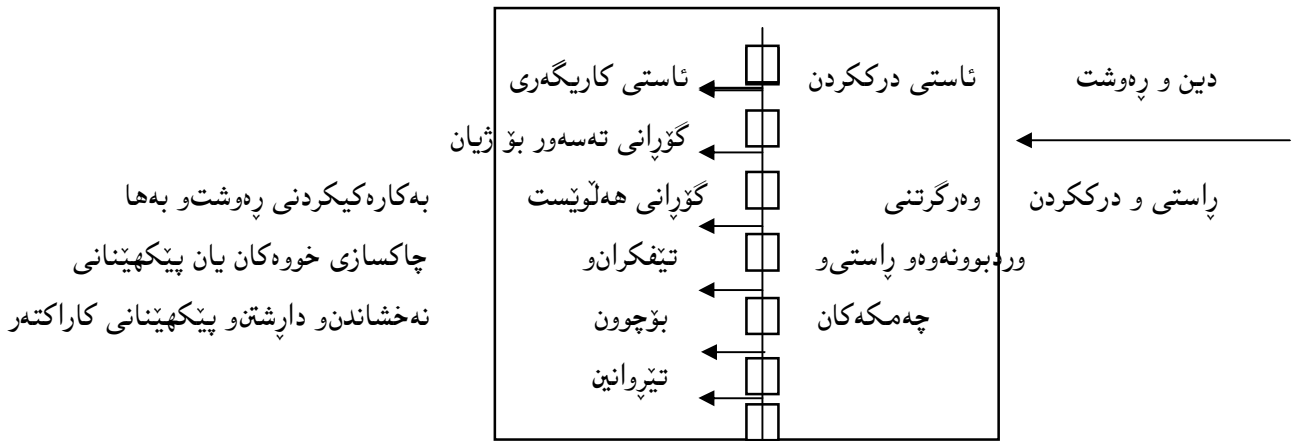 دین و ڕەوشت ئاستی درککردن ئاستی کاریگەری
گۆڕانی تەسەور بۆ ژیان
ڕاستی و درککردن وەرگرتنی گۆڕانی هەڵوێست بەکارەکیکردنی ڕەوشتو بەها
وردبوونەوەو ڕاستیو تێفکرانو چاکسازی خووەکان یان پێکهێنانی
چەمکەکان بۆچوون نەخشاندنو داڕشتنو پێکهێنانی کاراکتەر
تێڕوانین